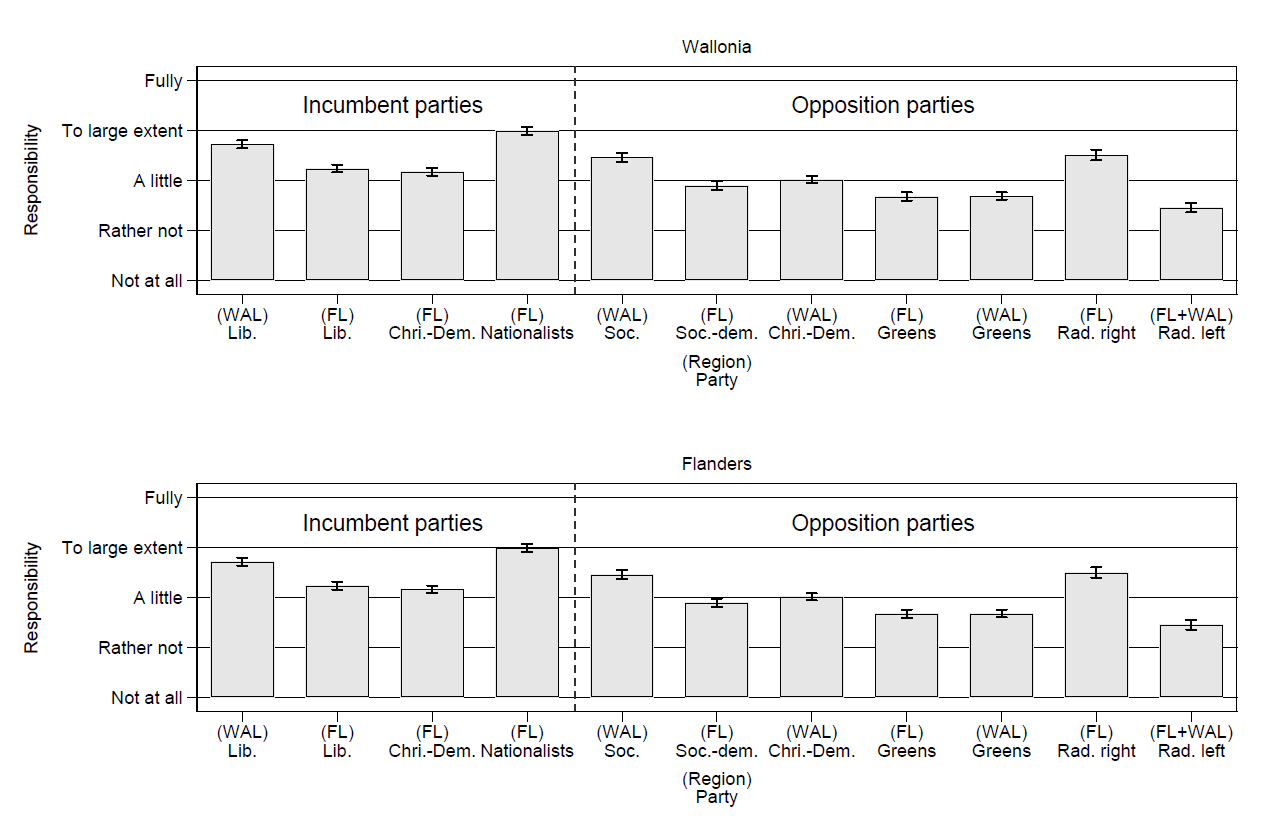 Wallonia
Fully
Incumbent parties Opposition parties
To large extent
A little
Rather not
Not at all
Responsibility
(WAL) (FL) (FL) (FL) (WAL) (FL) (WAL) (FL) (WAL) (FL) (FL+WAL)
Lib. Lib. Chri.-Dem. Nationalists Soc. Soc.-dem. Chri.-Dem. Greens Greens Rad. right Rad. left
(Region)
Party
Flanders
Fully
Incumbent parties Opposition parties
To large extent
A little
Rather not
Not at all
Responsibility
(WAL) (FL) (FL) (FL) (WAL) (FL) (WAL) (FL) (WAL) (FL) (FL+WAL)
Lib. Lib. Chri.-Dem. Nationalists Soc. Soc.-dem. Chri.-Dem. Greens Greens Rad. right Rad. left
(Region)
Party